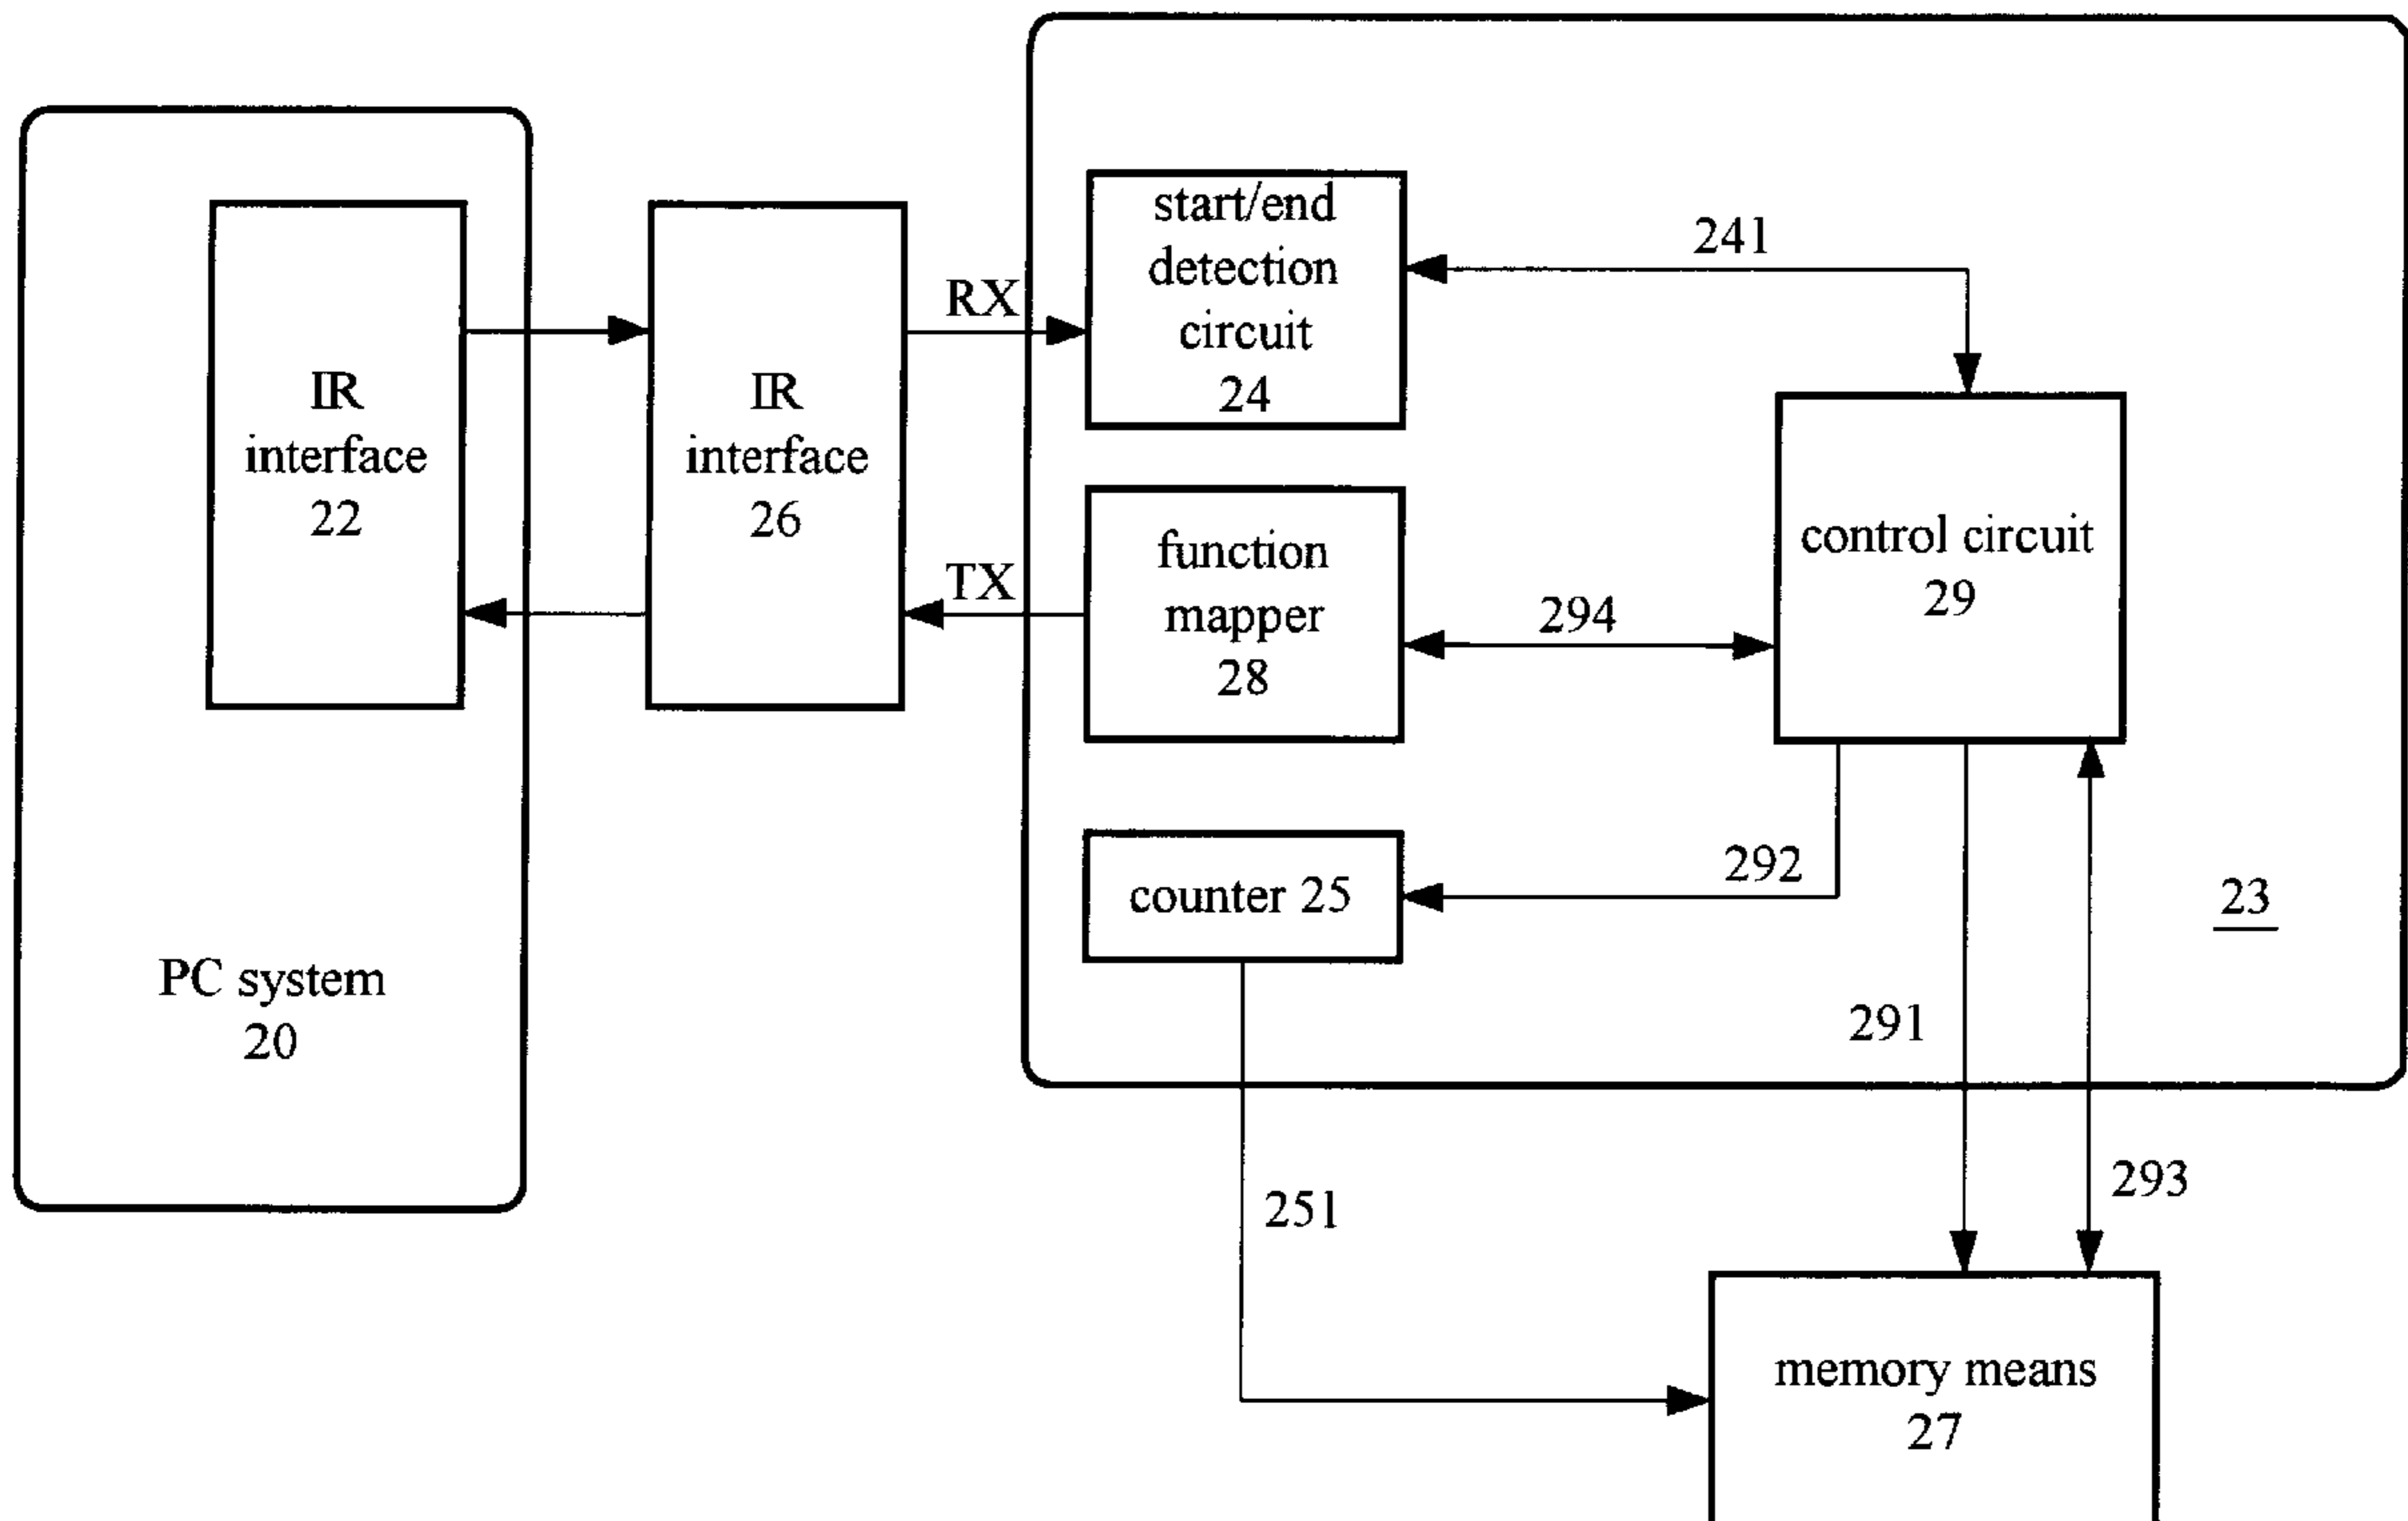 start/end
detection
circuit
24
241
RX
IR
interface
22
IR
interface
26
control circuit
29
function
mapper
28
TX
294
counter 25
292
23
PC system
20
291
293
251
memory means
27